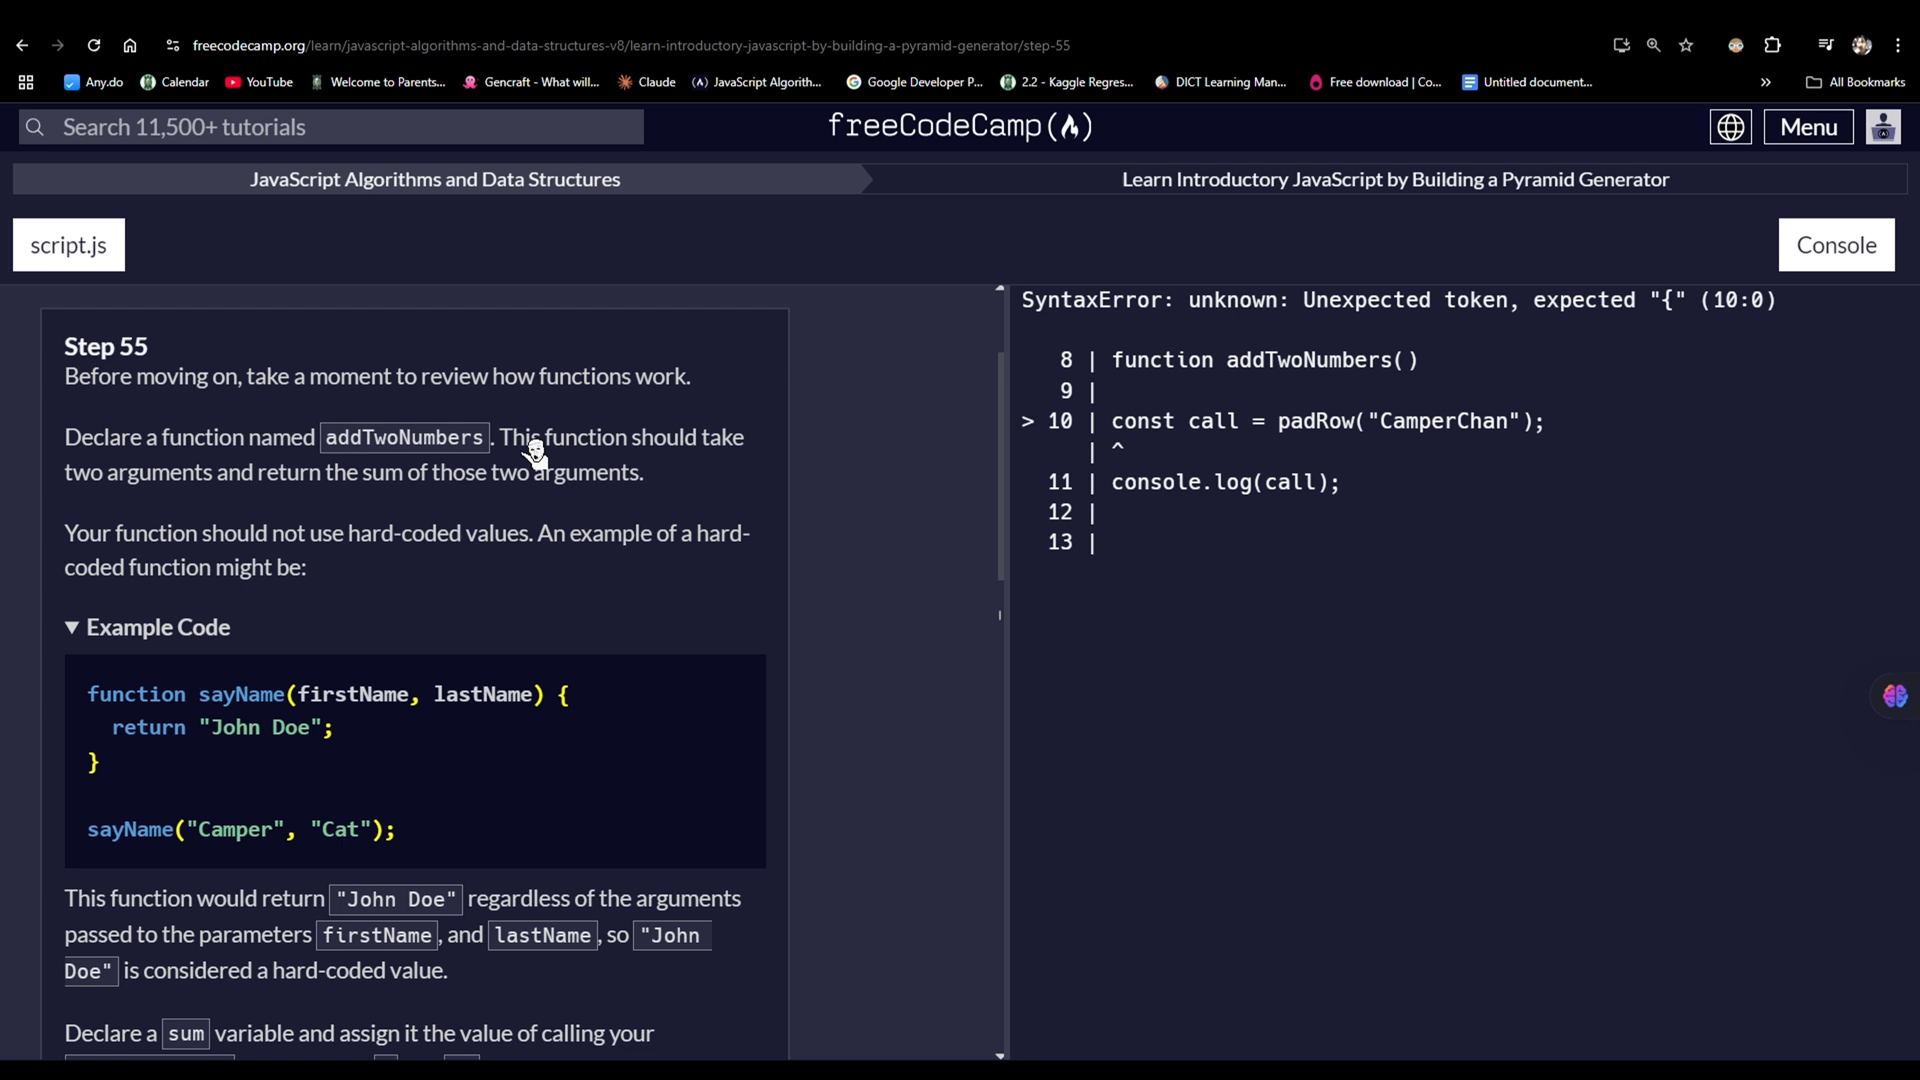 freecodecamp.org/learn/javascript-algorithms-and-data-structures-v8/learn-introductory-javascript-by-building-a-pyramid-generator/step-55
Any.do Calendar YouTube Welcome to Parents... Gencraft - What will... Claude (A) JavaScript Algorith... Google Developer P... 2.2 - Kaggle Regres... DICT Learning Man... Free download | Co... Untitled document... » All Bookmarks
Search 11,500+ tutorials
freeCodeCamp
Menu
JavaScript Algorithms and Data Structures
Learn Introductory JavaScript by Building a Pyramid Generator
script.js
Console
Step 55
Before moving on, take a moment to review how functions work.
Declare a function named addTwoNumbers. This function should take
two arguments and return the sum of those two arguments.
Your function should not use hard-coded values. An example of a hard-
coded function might be:
▼ Example Code
function sayName(firstName, lastName) {
return "John Doe";
}
sayName("Camper", "Cat");
This function would return "John Doe" regardless of the arguments
passed to the parameters firstName, and lastName, so "John
Doe" is considered a hard-coded value.
Declare a sum variable and assign it the value of calling your
SyntaxError: unknown: Unexpected token, expected "{" (10:0)
8 | function addTwoNumbers()
9 |
> 10 | const call = padRow("CamperChan");
| ^
11 | console.log(call);
12 |
13 |